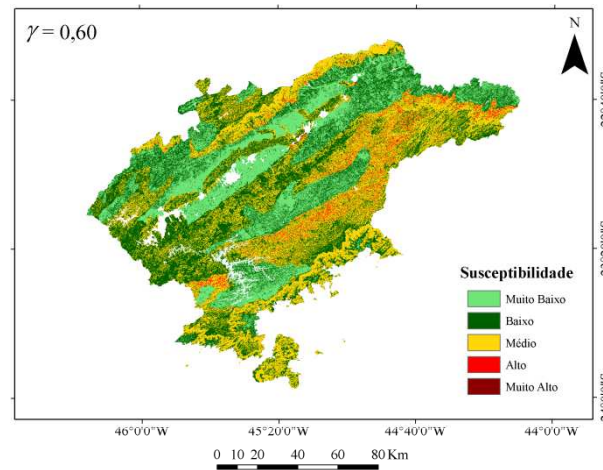 γ = 0,60
N
Susceptibilidade
Muito Baixo
Baixo
Médio
Alto
Muito Alto
46°0'0"W
45°20'0"W
44°40'0"W
44°0'0"W
0 10 20 40 60 80 Km